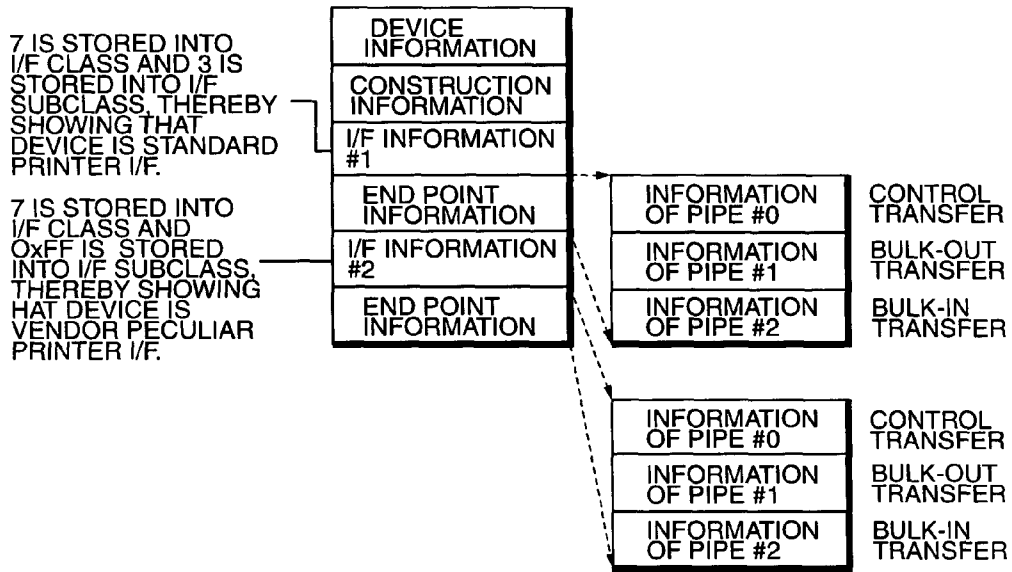 7 IS STORED INTO
I/F CLASS AND 3 IS
STORED INTO I/F
SUBCLASS, THEREBY
SHOWING THAT
DEVICE IS STANDARD
PRINTER I/F.
7 IS STORED INTO
I/F CLASS AND
OxFF IS STORED
INTO I/F SUBCLASS,
THEREBY SHOWING
HAT DEVICE IS
VENDOR PECULIAR
PRINTER I/F.
DEVICE
INFORMATION
CONSTRUCTION
INFORMATION
I/F INFORMATION
#1
END POINT
INFORMATION
I/F INFORMATION
#2
END POINT
INFORMATION
INFORMATION
OF PIPE #0
CONTROL
TRANSFER
INFORMATION
OF PIPE #1
BULK-OUT
TRANSFER
INFORMATION
OF PIPE #2
BULK-IN
TRANSFER
INFORMATION
OF PIPE #0
CONTROL
TRANSFER
INFORMATION
OF PIPE #1
BULK-OUT
TRANSFER
INFORMATION
OF PIPE #2
BULK-IN
TRANSFER